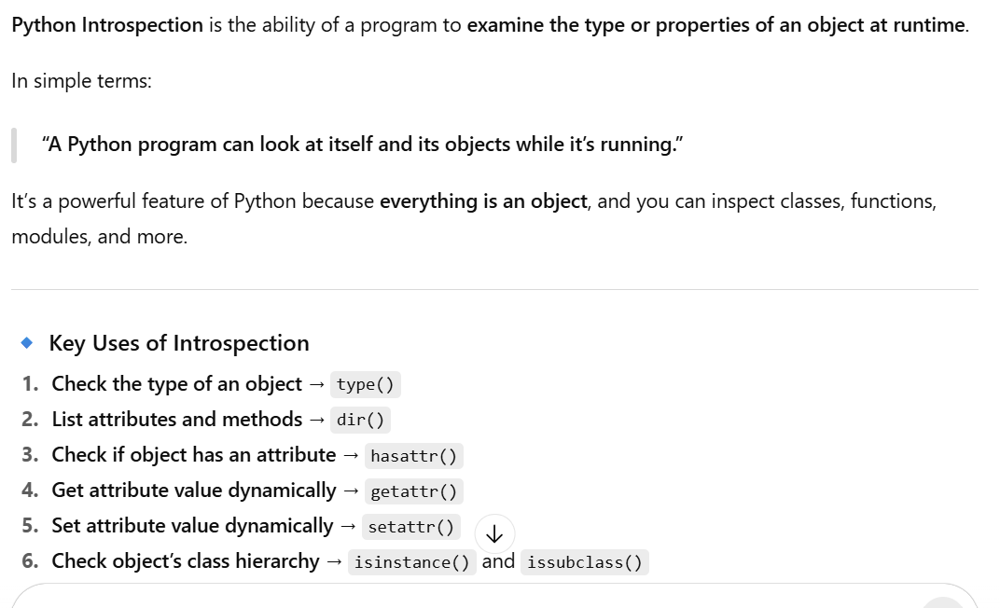 Python Introspection is the ability of a program to examine the type or properties of an object at runtime.
In simple terms:
“A Python program can look at itself and its objects while it’s running.”
It’s a powerful feature of Python because everything is an object, and you can inspect classes, functions,
modules, and more.
Key Uses of Introspection
1. Check the type of an object → type()
2. List attributes and methods → dir()
3. Check if object has an attribute → hasattr()
4. Get attribute value dynamically → getattr()
5. Set attribute value dynamically → setattr()
6. Check object’s class hierarchy → isinstance() and issubclass()